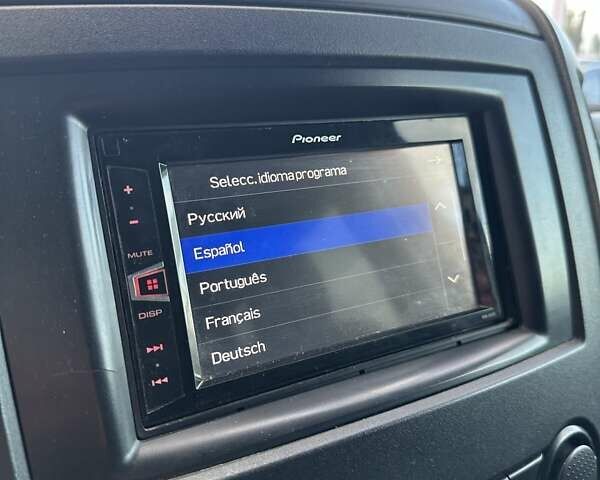 Pioneer
Selecc. idioma programa
Русский
Español
Português
Français
Deutsch
MUTE
DISP